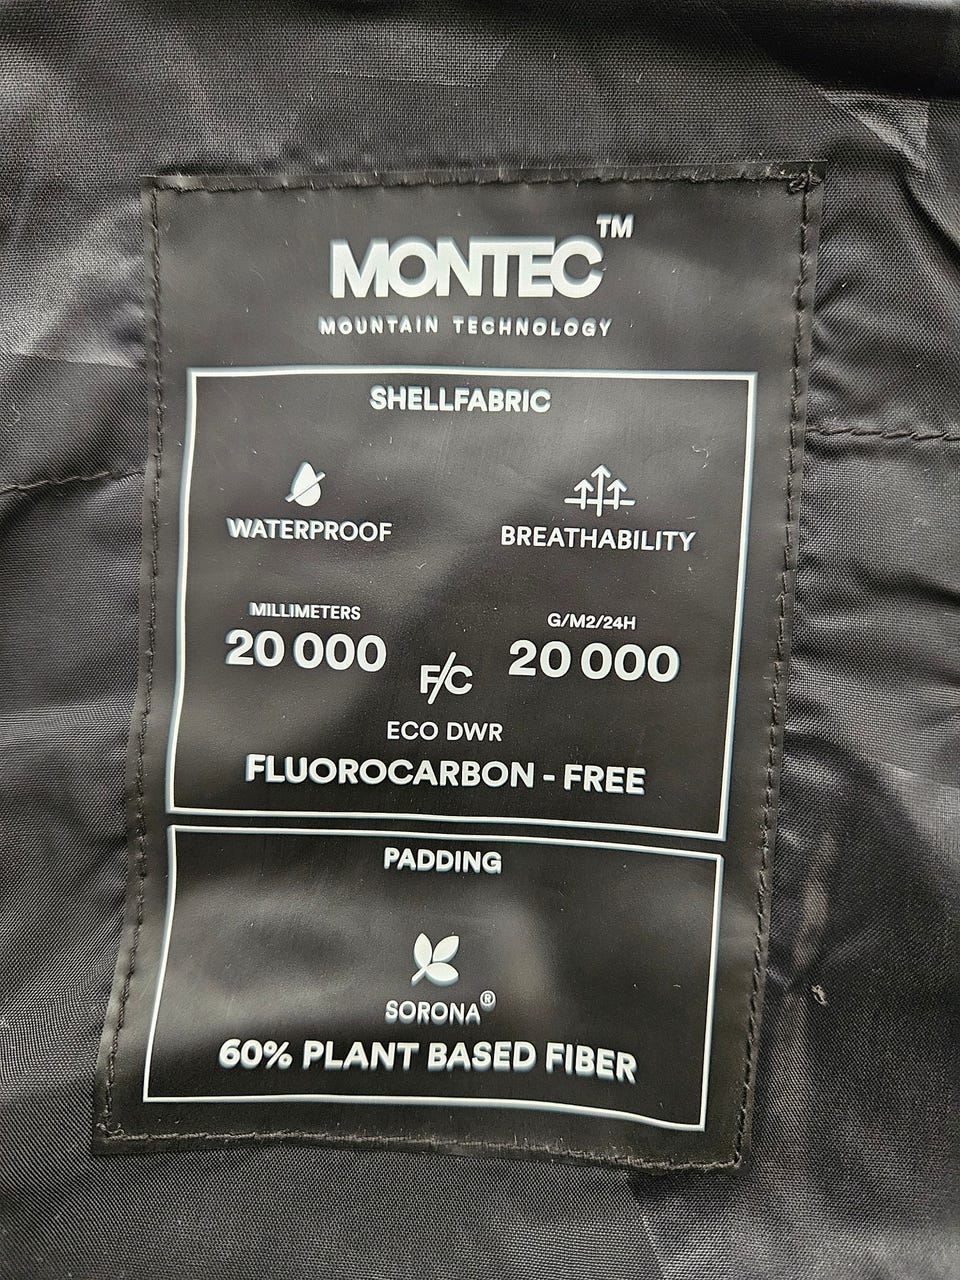 MONTEC™
MOUNTAIN TECHNOLOGY
SHELLFABRIC
WATERPROOF
BREATHABILITY
MILLIMETERS
20 000
G/M2/24H
20 000
F/C
ECO DWR
FLUOROCARBON - FREE
PADDING
SORONA®
60% PLANT BASED FIBER